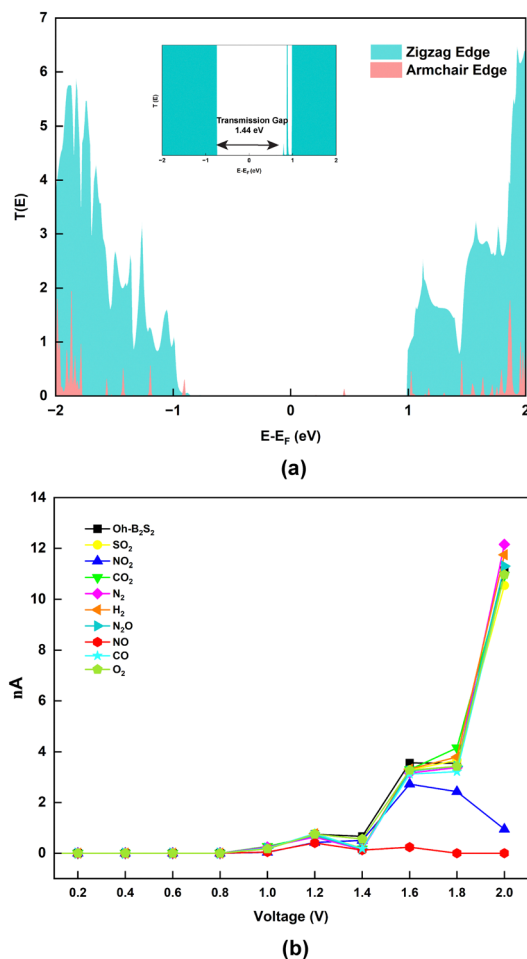 7
6
5
4
3
2
1
0
T(E)
Zigzag Edge
Armchair Edge
T (E)
Transmission Gap
1.44 eV
−2 −1 0 1 2
E-E_F (eV)
−2 −1 0 1 2
E-E_F (eV)
(a)
14
12
10
8
6
4
2
0
nA
Oh-B₂S₂
SO₂
NO₂
CO₂
N₂
H₂
N₂O
NO
CO
O₂
0.2 0.4 0.6 0.8 1.0 1.2 1.4 1.6 1.8 2.0
Voltage (V)
(b)